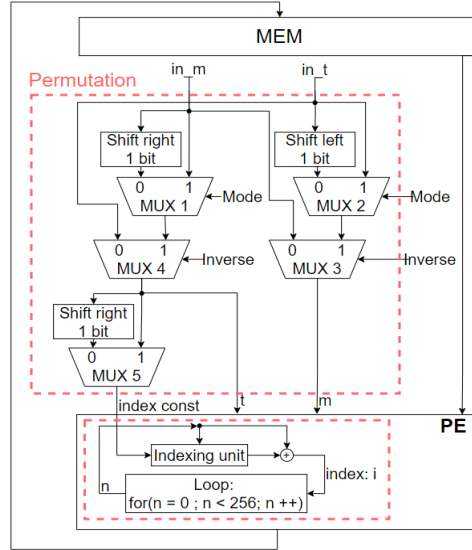 MEM
Permutation
in_m
in_t
Shift right
1 bit
Shift left
1 bit
0 1
MUX 1
Mode
0 1
MUX 2
Mode
0 1
MUX 4
Inverse
0 1
MUX 3
Inverse
Shift right
1 bit
0 1
MUX 5
index const
t
m
PE
Indexing unit
+
index: i
n
Loop:
for(n = 0 ; n < 256; n ++)